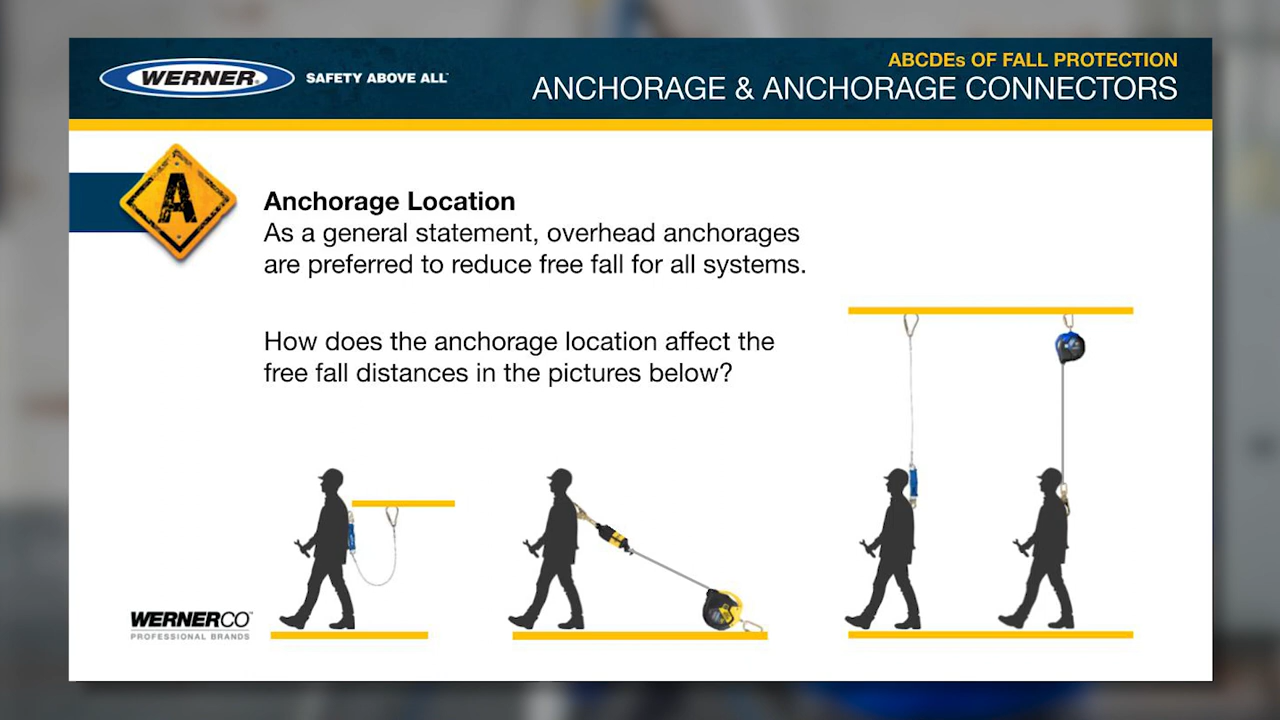 WERNER
SAFETY ABOVE ALL
ABCDEs OF FALL PROTECTION
ANCHORAGE & ANCHORAGE CONNECTORS
A
Anchorage Location
As a general statement, overhead anchorages
are preferred to reduce free fall for all systems.
How does the anchorage location affect the
free fall distances in the pictures below?
WERNERCO™
PROFESSIONAL BRANDS